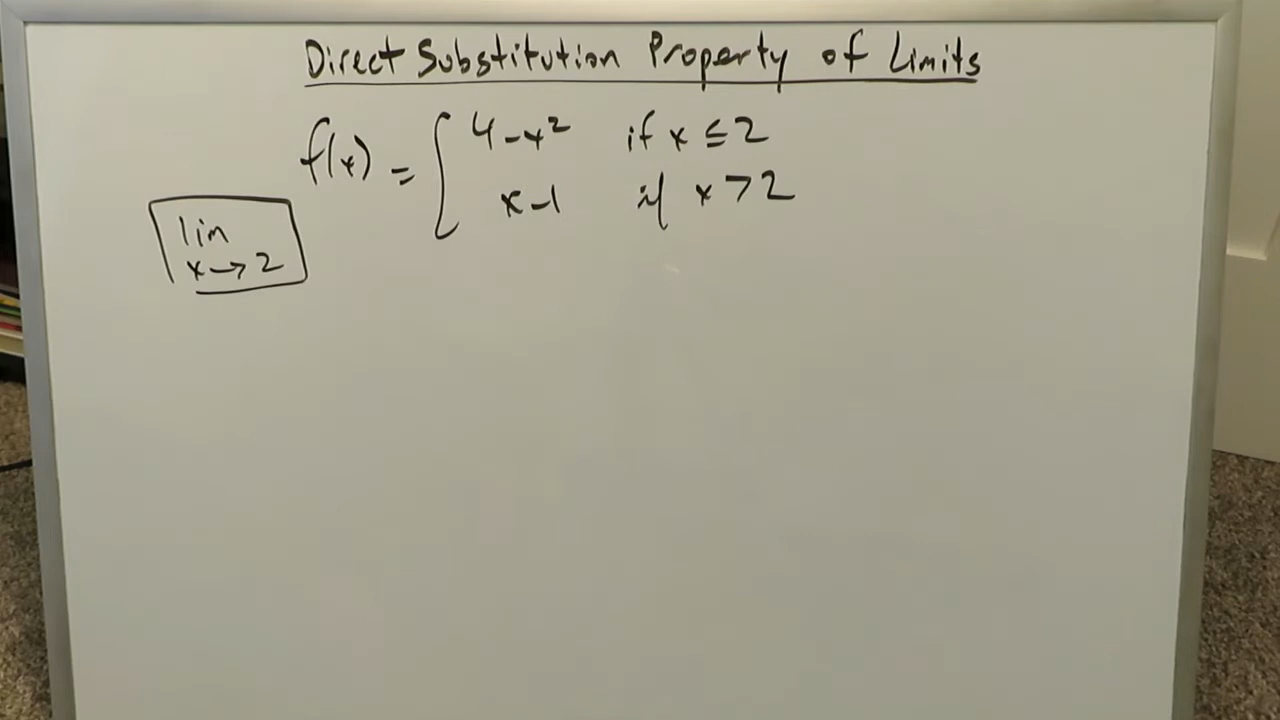 Direct Substitution Property of Limits
f(x) = { 4-x² if x ≤ 2
x-1 if x > 2
lim
x→2